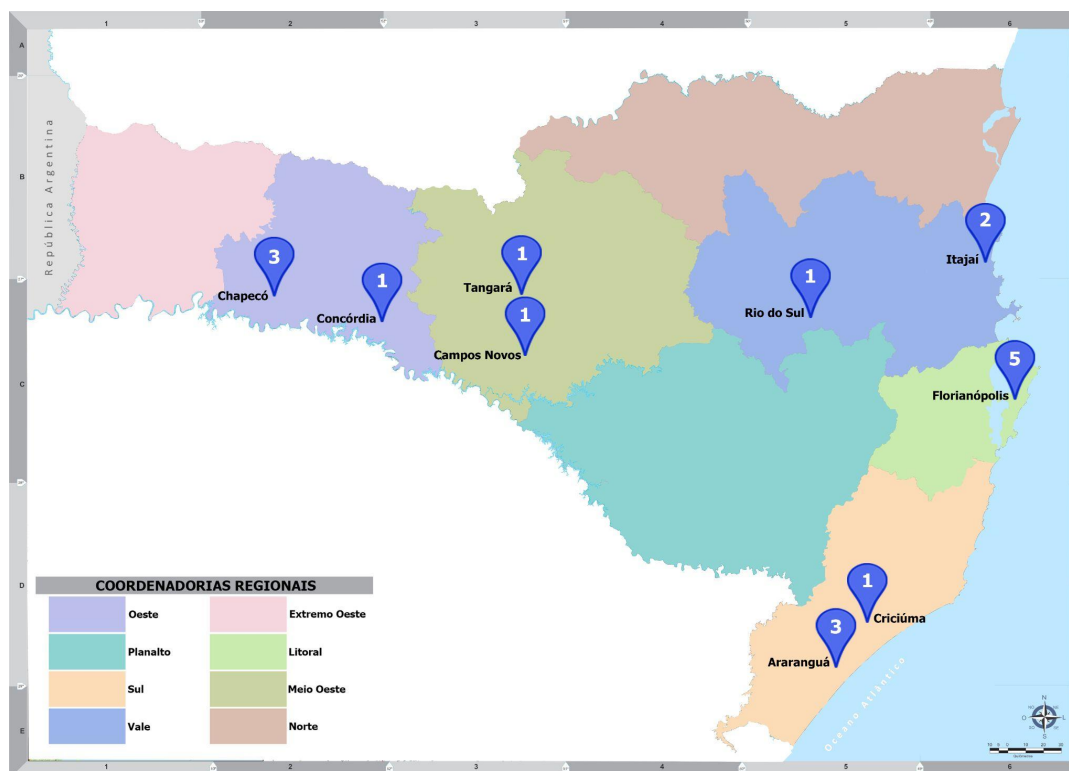 1 2 3 4 5 6
A
B
C
D
E
República Argentina
2
Itajaí
3
Chapecó
1
Concórdia
1
Tangará
1
Campos Novos
1
Rio do Sul
5
Florianópolis
1
Criciúma
3
Araranguá
Oceano Atlântico
COORDENADORIAS REGIONAIS
Oeste
Extremo Oeste
Planalto
Litoral
Sul
Meio Oeste
Vale
Norte
N
O
L
S
1 2 3 4 5 6